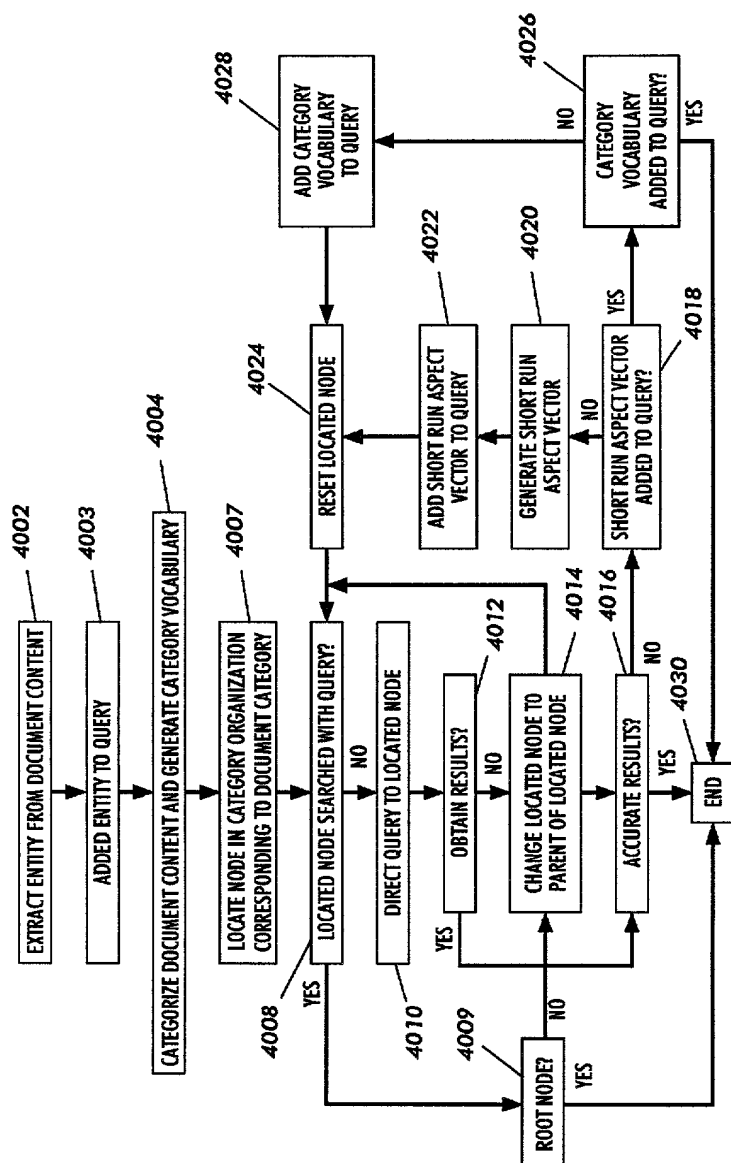 4002
EXTRACT ENTITY FROM DOCUMENT CONTENT
4003
ADDED ENTITY TO QUERY
4004
CATEGORIZE DOCUMENT CONTENT AND GENERATE CATEGORY VOCABULARY
4007
LOCATE NODE IN CATEGORY ORGANIZATION
CORRESPONDING TO DOCUMENT CATEGORY
4008
LOCATED NODE SEARCHED WITH QUERY?
YES
NO
4010
DIRECT QUERY TO LOCATED NODE
4009
ROOT NODE?
YES
NO
4012
OBTAIN RESULTS?
YES
NO
4014
CHANGE LOCATED NODE TO
PARENT OF LOCATED NODE
4016
ACCURATE RESULTS?
YES
NO
4030
END
4024
RESET LOCATED NODE
4022
ADD SHORT RUN ASPECT
VECTOR TO QUERY
4020
GENERATE SHORT RUN
ASPECT VECTOR
NO
4018
SHORT RUN ASPECT VECTOR
ADDED TO QUERY?
YES
4028
ADD CATEGORY
VOCABULARY
TO QUERY
NO
4026
CATEGORY
VOCABULARY
ADDED TO QUERY?
YES